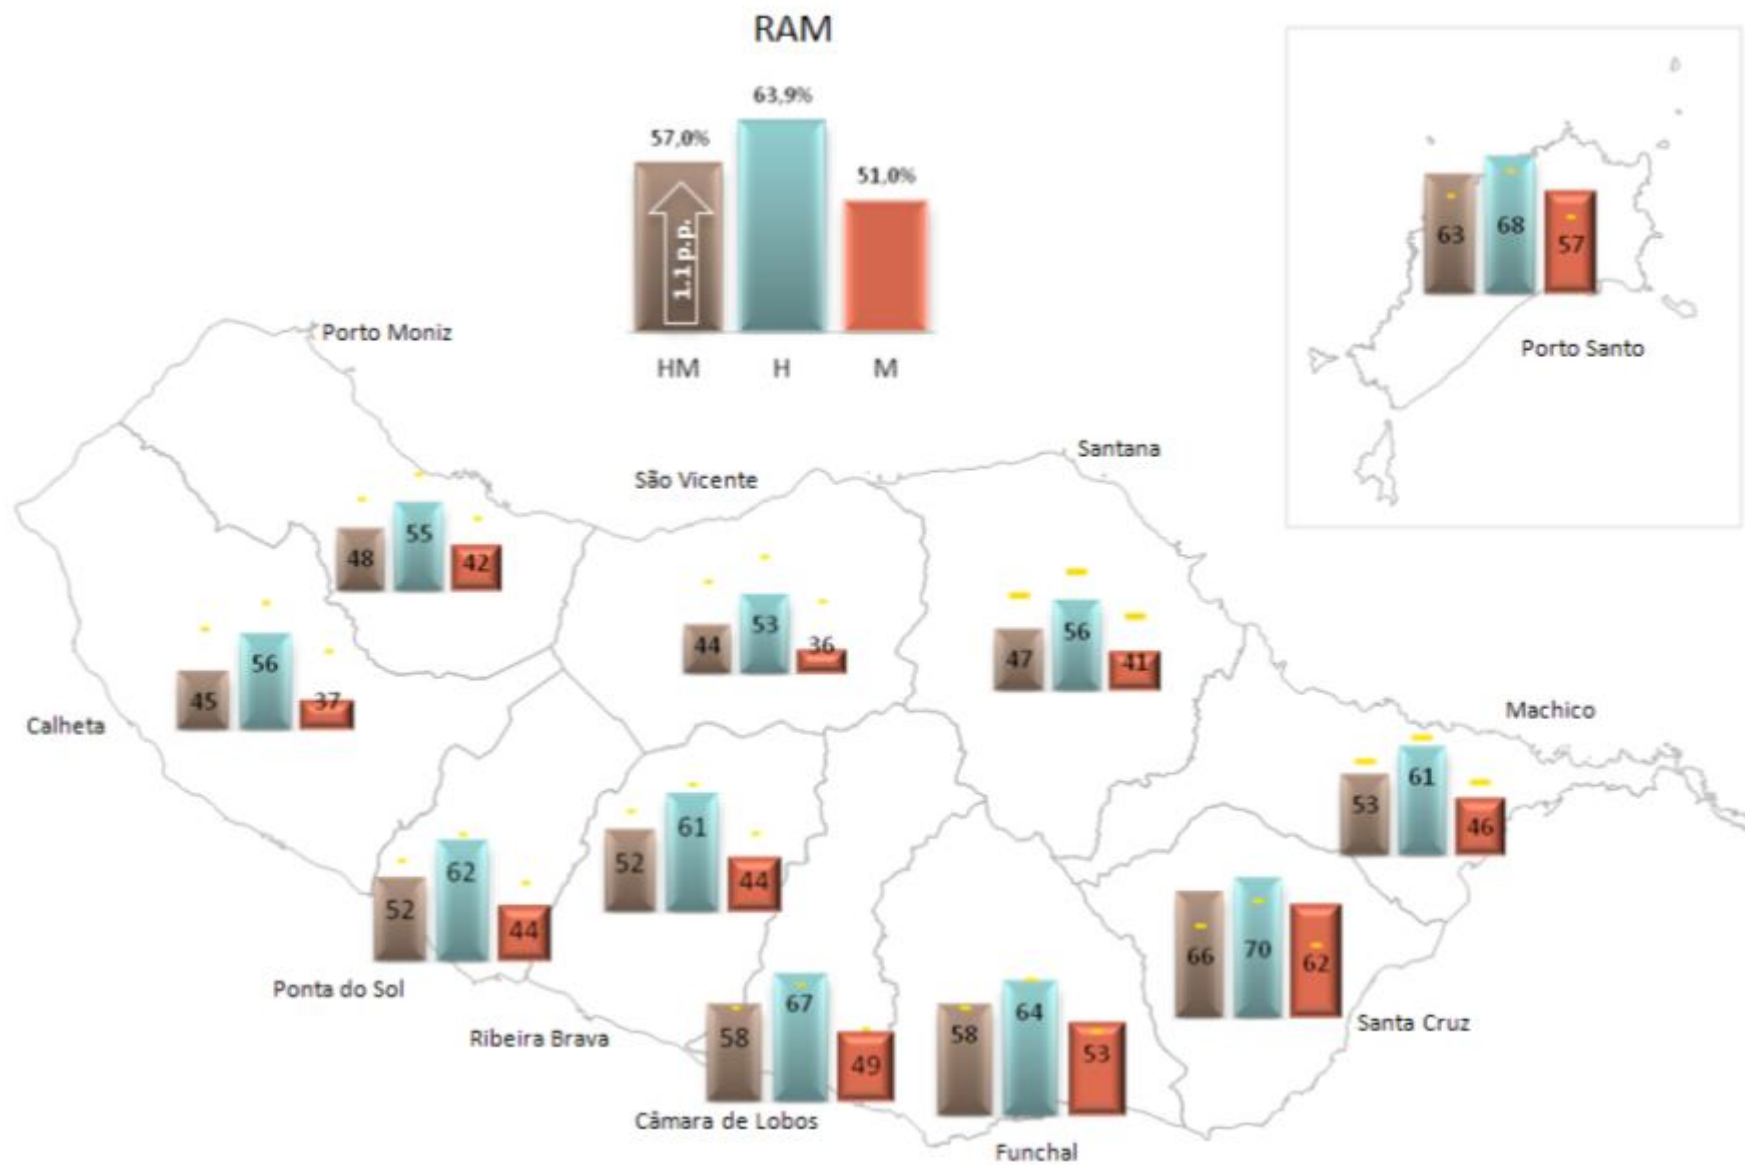 RAM
63,9%
57,0%
51,0%
1.1 p.p.
HM H M
63 68 57
Porto Santo
Porto Moniz
48 55 42
São Vicente
44 53 36
Santana
47 56 41
Calheta
45 56 37
Machico
53 61 46
52 62 44
Ponta do Sol
52 61 44
Ribeira Brava
58 67 49
Câmara de Lobos
58 64 53
Funchal
66 70 62
Santa Cruz